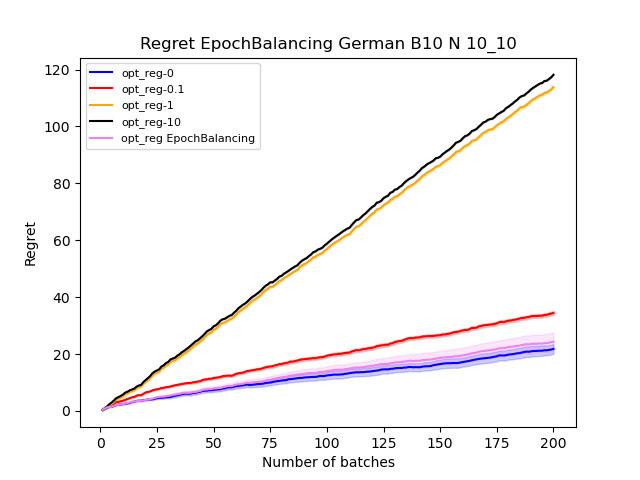 Regret EpochBalancing German B10 N 10_10
opt_reg-0
opt_reg-0.1
opt_reg-1
opt_reg-10
opt_reg EpochBalancing
120
100
80
60
40
20
0
Regret
0 25 50 75 100 125 150 175 200
Number of batches